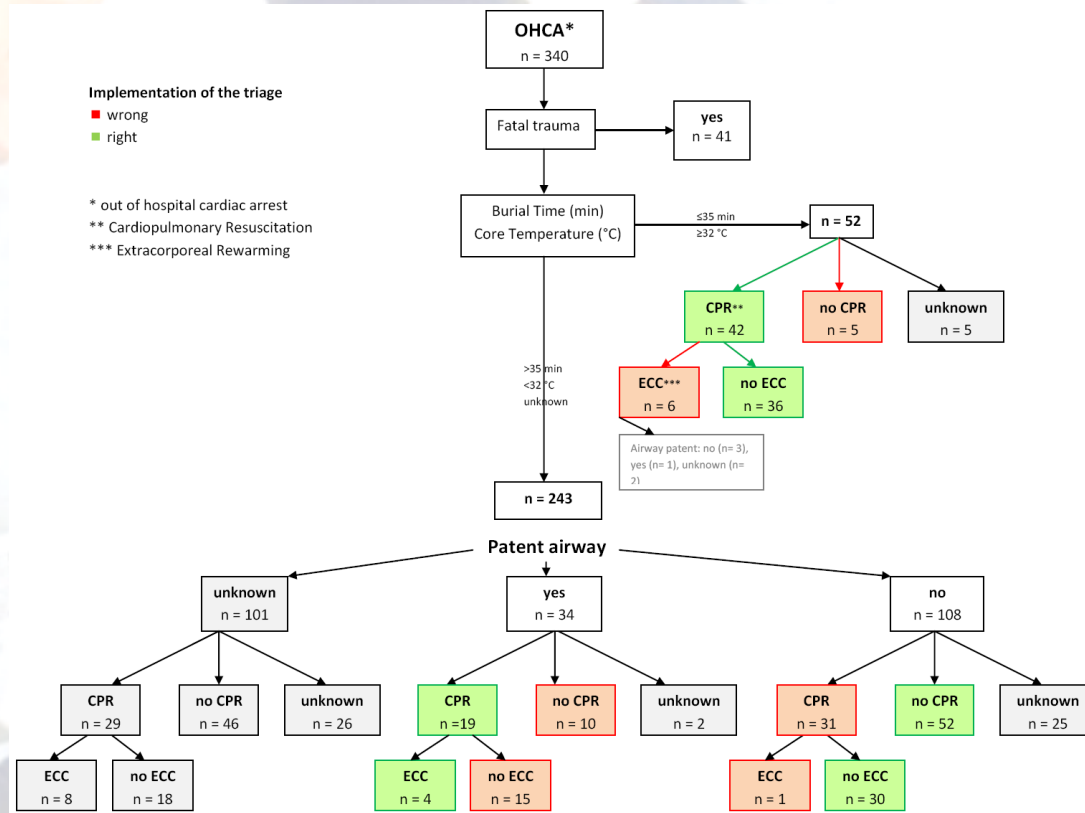 OHCA*
n = 340
Implementation of the triage
wrong
right
Fatal trauma
yes
n = 41
* out of hospital cardiac arrest
** Cardiopulmonary Resuscitation
*** Extracorporeal Rewarming
Burial Time (min)
Core Temperature (°C)
≤35 min
≥32 °C
n = 52
CPR**
n = 42
no CPR
n = 5
unknown
n = 5
>35 min
<32 °C
unknown
ECC***
n = 6
no ECC
n = 36
Airway patent: no (n= 3),
yes (n= 1), unknown (n=
2)
n = 243
Patent airway
unknown
n = 101
yes
n = 34
no
n = 108
CPR
n = 29
no CPR
n = 46
unknown
n = 26
CPR
n =19
no CPR
n = 10
unknown
n = 2
CPR
n = 31
no CPR
n = 52
unknown
n = 25
ECC
n = 8
no ECC
n = 18
ECC
n = 4
no ECC
n = 15
ECC
n = 1
no ECC
n = 30